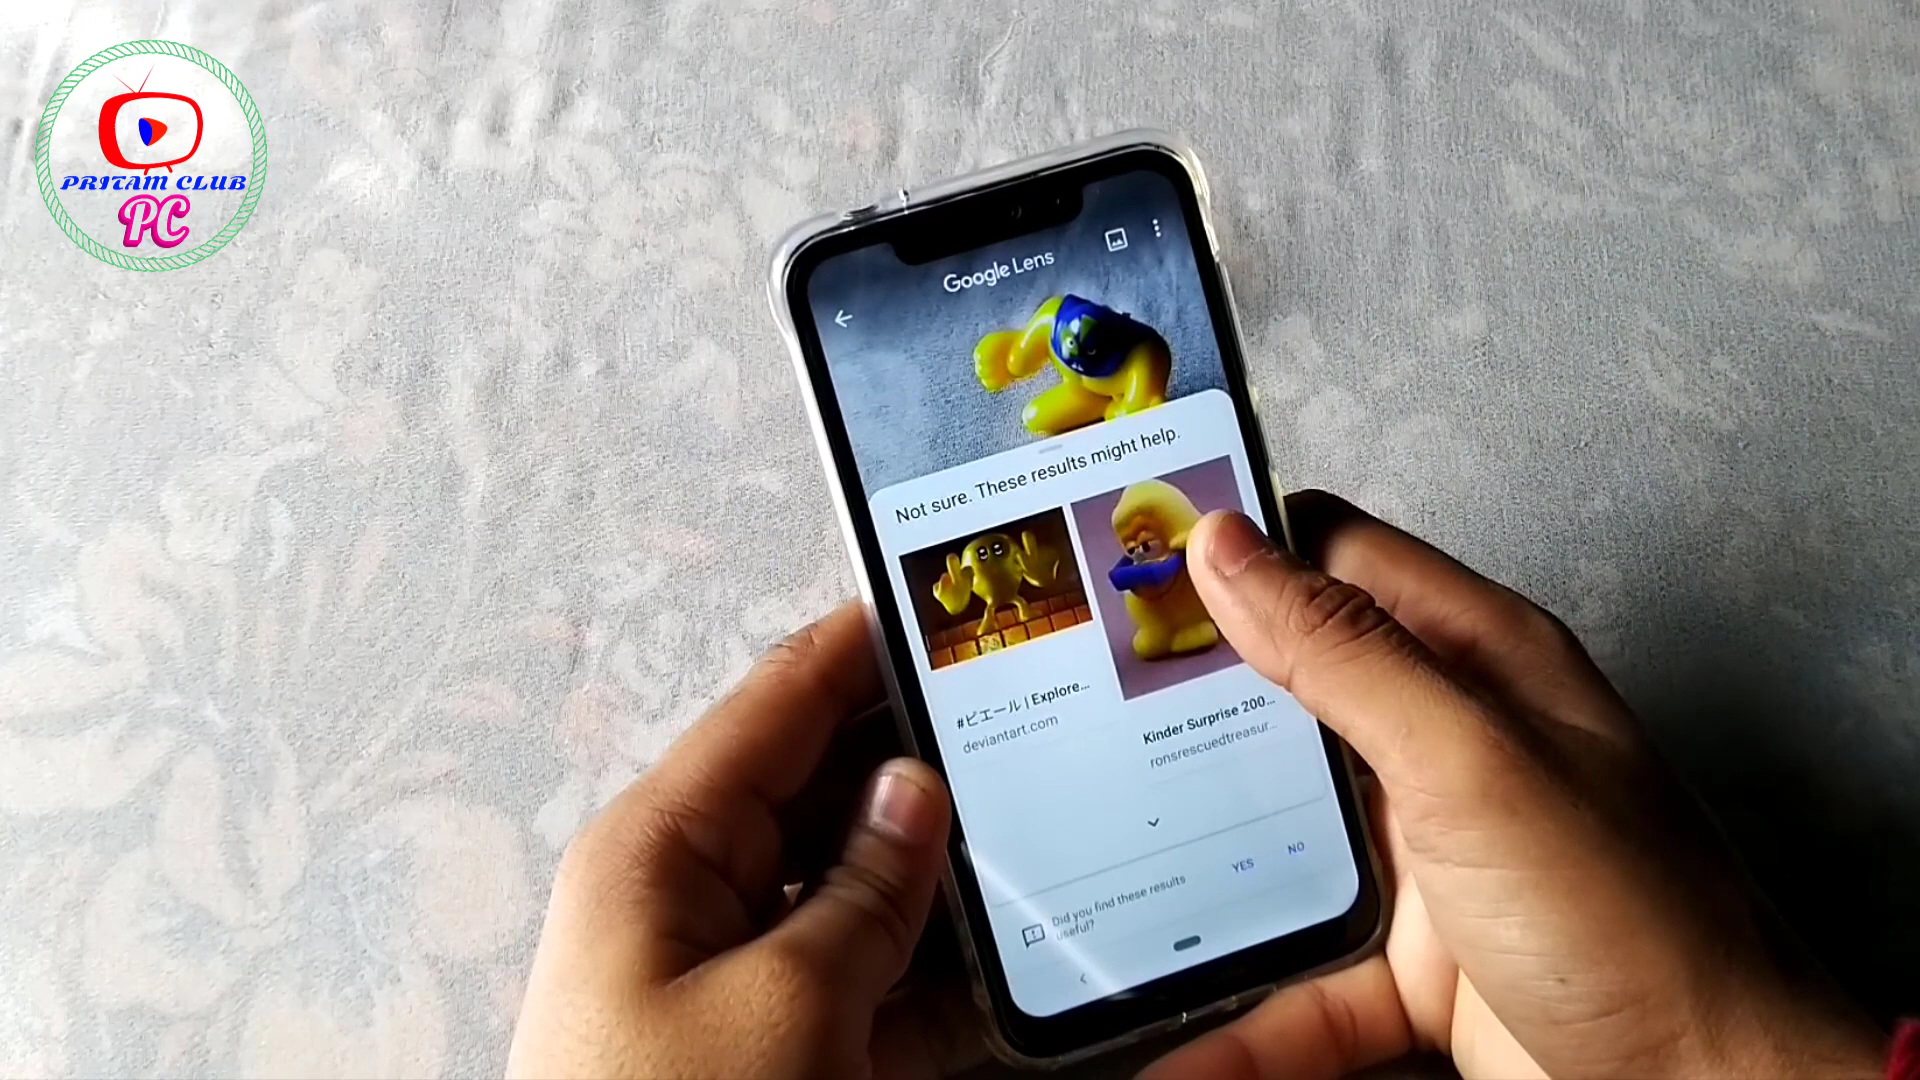 PRITAM CLUB
PC
Google Lens
Not sure. These results might help.
#ピエール | Explore...
deviantart.com
Kinder Surprise 200...
ronsrescuedtreasur...
Did you find these results
useful?
YES
NO